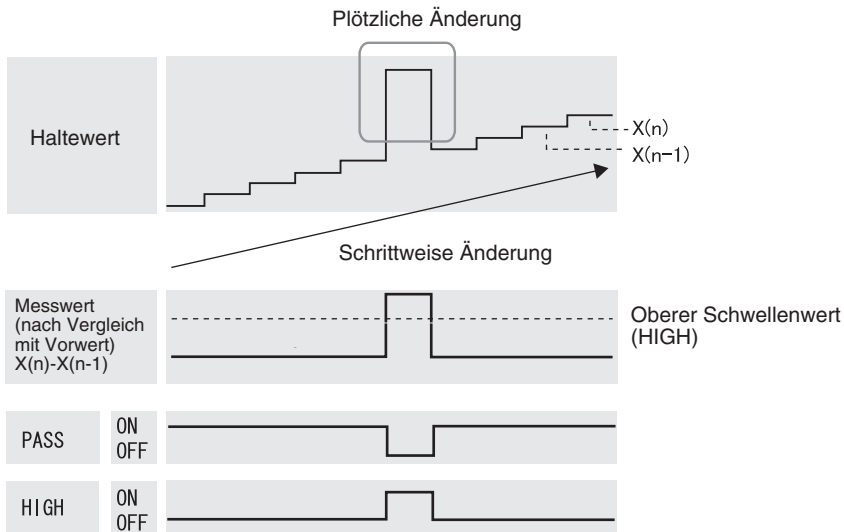 Plötzliche Änderung
Haltewert
X(n)
X(n-1)
Schrittweise Änderung
Messwert
(nach Vergleich
mit Vorwert)
X(n)-X(n-1)
Oberer Schwellenwert
(HIGH)
PASS
ON
OFF
HIGH
ON
OFF